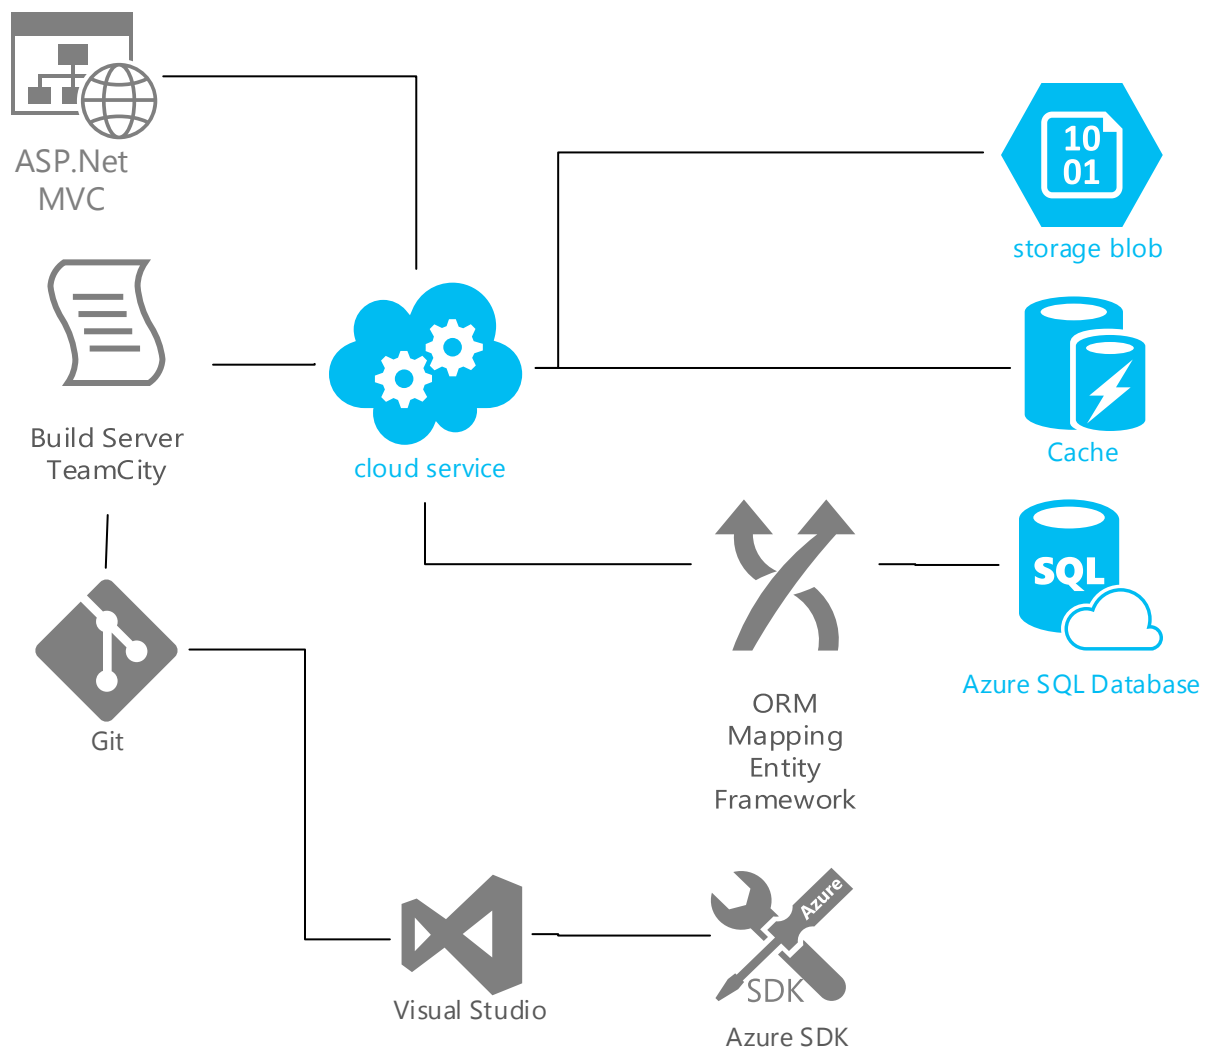 ASP.Net
MVC
10
01
storage blob
Build Server
TeamCity
cloud service
Cache
SQL
Azure SQL Database
Git
ORM
Mapping
Entity
Framework
Visual Studio
Azure
SDK
Azure SDK